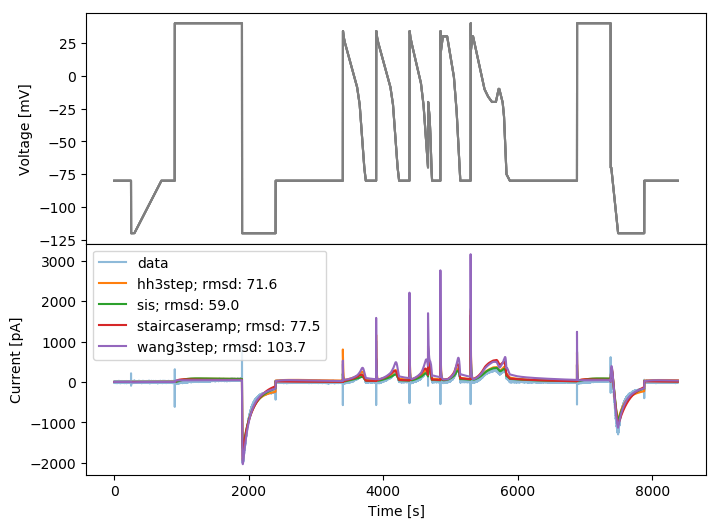 25
0
−25
−50
−75
−100
−125
Voltage [mV]
data
hh3step; rmsd: 71.6
sis; rmsd: 59.0
staircaseramp; rmsd: 77.5
wang3step; rmsd: 103.7
3000
2000
1000
0
−1000
−2000
Current [pA]
0 2000 4000 6000 8000
Time [s]